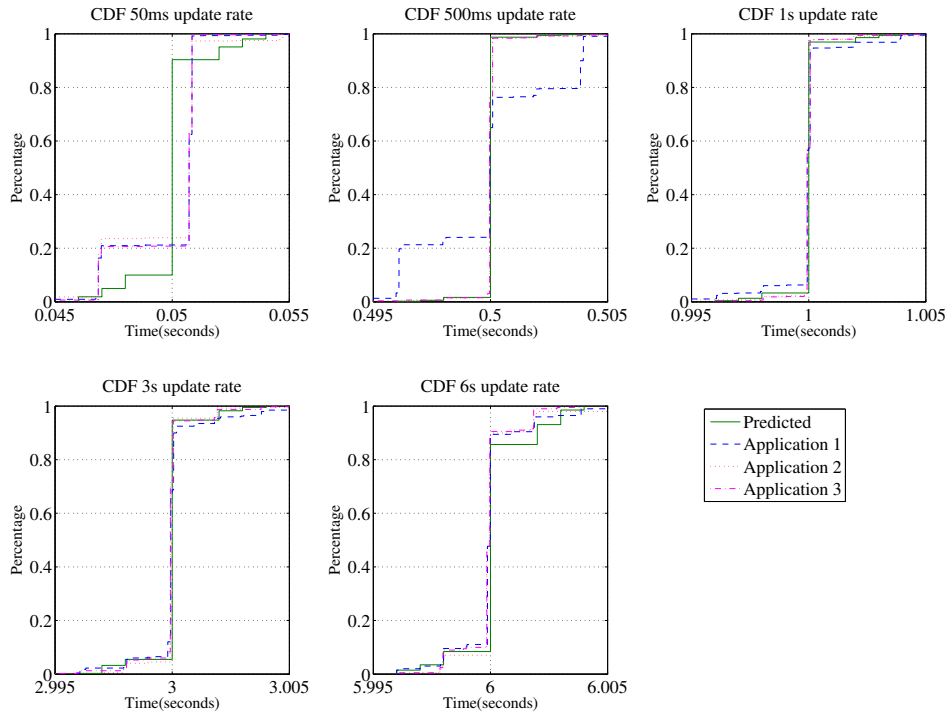 CDF 50ms update rate
1
0.8
0.6
0.4
0.2
0
Percentage
0.045
0.05
0.055
Time(seconds)
CDF 500ms update rate
1
0.8
0.6
0.4
0.2
0
Percentage
0.495
0.5
0.505
Time(seconds)
CDF 1s update rate
1
0.8
0.6
0.4
0.2
0
Percentage
0.995
1
1.005
Time(seconds)
CDF 3s update rate
1
0.8
0.6
0.4
0.2
0
Percentage
2.995
3
3.005
Time(seconds)
CDF 6s update rate
1
0.8
0.6
0.4
0.2
0
Percentage
5.995
6
6.005
Time(seconds)
Predicted
Application 1
Application 2
Application 3